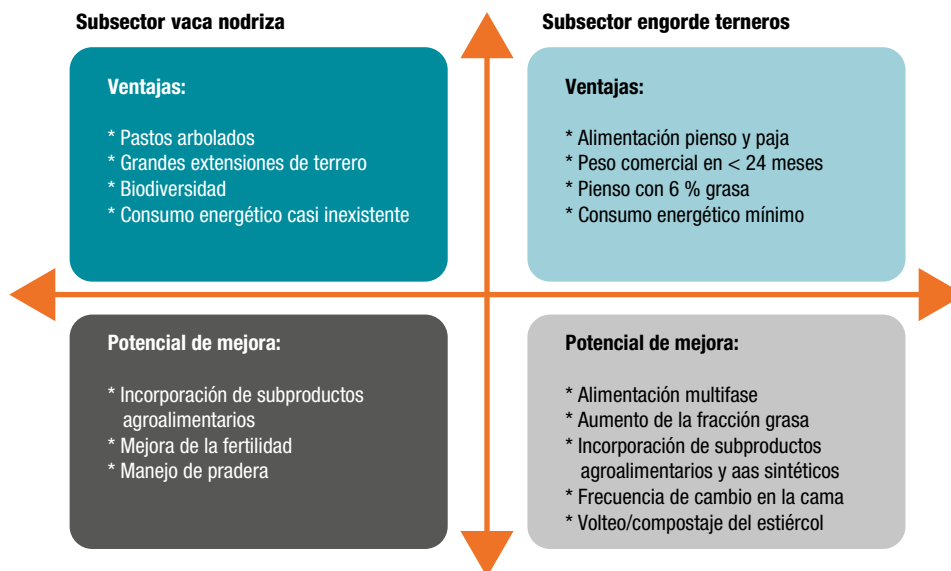 Subsector vaca nodriza
Ventajas:
* Pastos arbolados
* Grandes extensiones de terrero
* Biodiversidad
* Consumo energético casi inexistente
Subsector engorde terneros
Ventajas:
* Alimentación pienso y paja
* Peso comercial en < 24 meses
* Pienso con 6 % grasa
* Consumo energético mínimo
Potencial de mejora:
* Incorporación de subproductos
agroalimentarios
* Mejora de la fertilidad
* Manejo de pradera
Potencial de mejora:
* Alimentación multifase
* Aumento de la fracción grasa
* Incorporación de subproductos
agroalimentarios y aas sintéticos
* Frecuencia de cambio en la cama
* Volteo/compostaje del estiércol